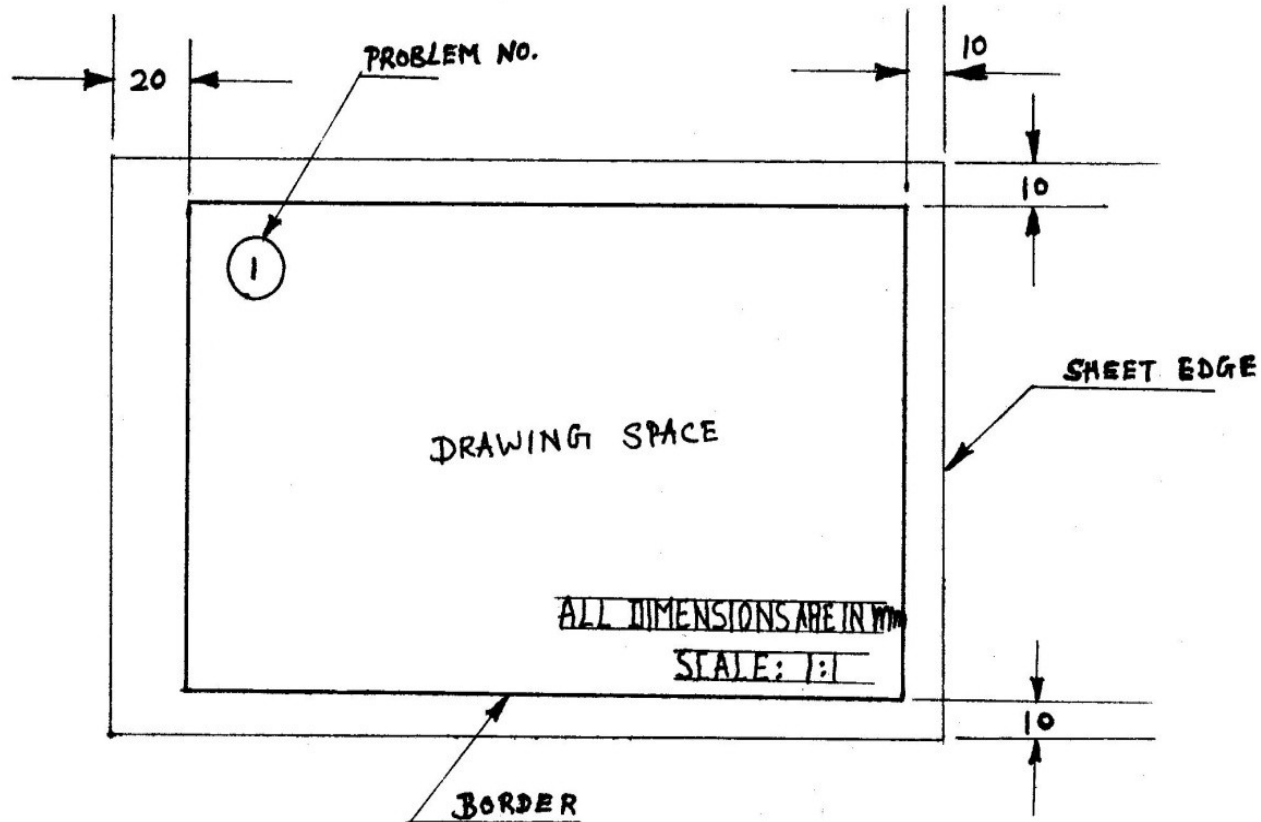 PROBLEM NO.
20
10
10
1
SHEET EDGE
DRAWING SPACE
ALL DIMENSIONS ARE IN mm
SCALE: 1:1
10
BORDER